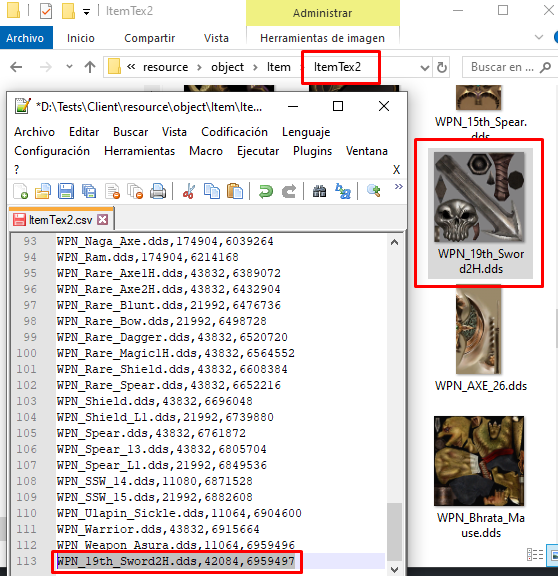 ItemTex2
Administrar
Archivo Inicio Compartir Vista Herramientas de imagen
« resource object Item ItemTex2 Buscar en ...
WPN_15th_Spear.dds
WPN_19th_Sword2H.dds
WPN_AXE_26.dds
WPN_Bhrata_Mause.dds
*D:\Tests\Client\resource\object\Item\Ite...
Archivo Editar Buscar Vista Codificación Lenguaje
Configuración Herramientas Macro Ejecutar Plugins Ventana
? X
ItemTex2.csv
93 WPN_Naga_Axe.dds,174904,6039264
94 WPN_Ram.dds,174904,6214168
95 WPN_Rare_Axe1H.dds,43832,6389072
96 WPN_Rare_Axe2H.dds,43832,6432904
97 WPN_Rare_Blunt.dds,21992,6476736
98 WPN_Rare_Bow.dds,21992,6498728
99 WPN_Rare_Dagger.dds,43832,6520720
100 WPN_Rare_Magic1H.dds,43832,6564552
101 WPN_Rare_Shield.dds,43832,6608384
102 WPN_Rare_Spear.dds,43832,6652216
103 WPN_Shield.dds,43832,6696048
104 WPN_Shield_L1.dds,21992,6739880
105 WPN_Spear.dds,43832,6761872
106 WPN_Spear_13.dds,43832,6805704
107 WPN_Spear_L1.dds,21992,6849536
108 WPN_SSW_14.dds,11080,6871528
109 WPN_SSW_15.dds,21992,6882608
110 WPN_Ulapin_Sickle.dds,11064,6904600
111 WPN_Warrior.dds,43832,6915664
112 WPN_Weapon_Asura.dds,11064,6959496
113 WPN_19th_Sword2H.dds,42084,6959497